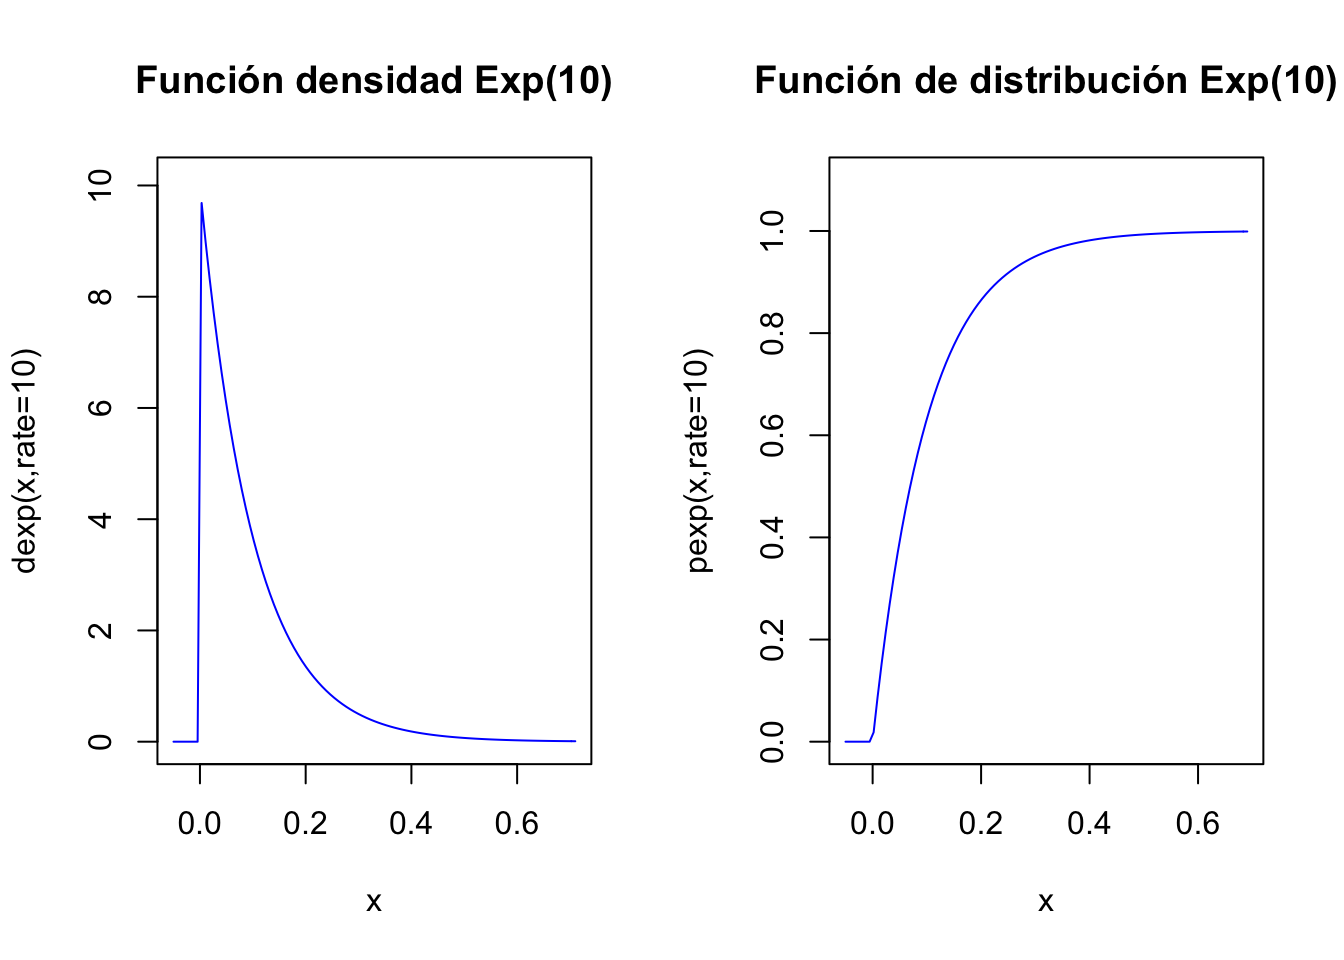 Función densidad Exp(10)
dexp(x,rate=10)
10
8
6
4
2
0
0.0 0.2 0.4 0.6
x
Función de distribución Exp(10)
pexp(x,rate=10)
1.0
0.8
0.6
0.4
0.2
0.0
0.0 0.2 0.4 0.6
x